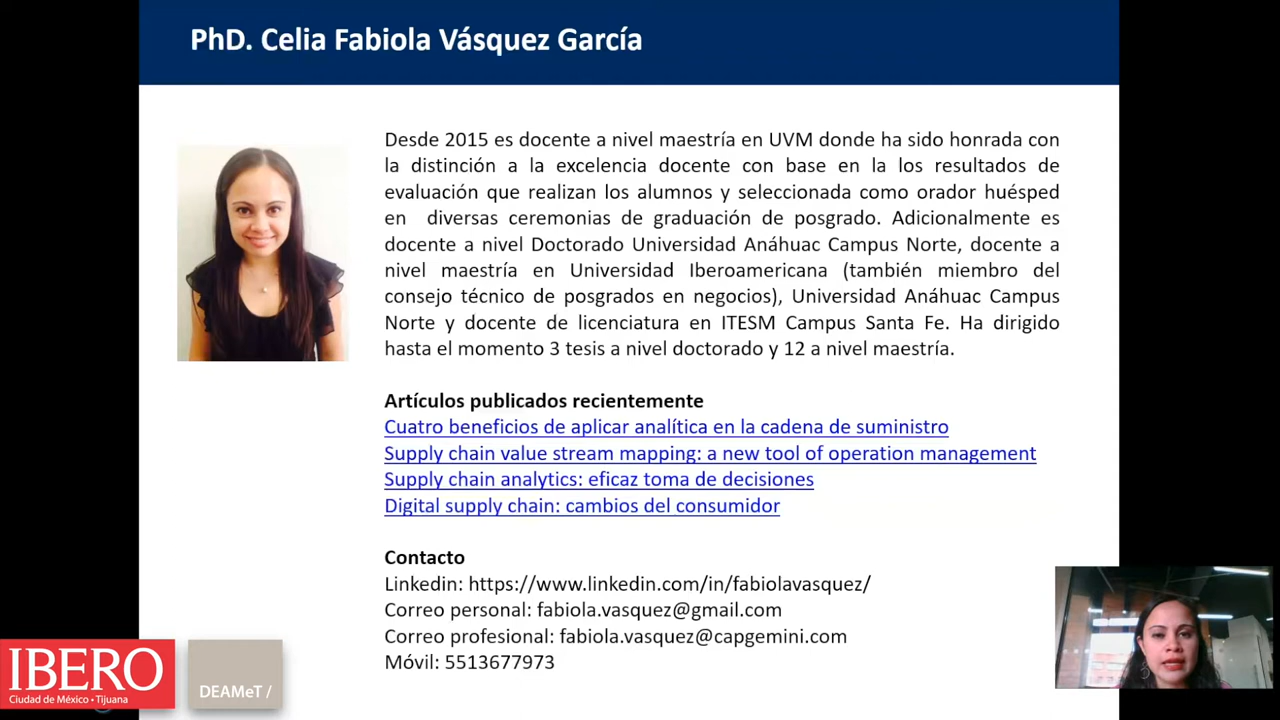 PhD. Celia Fabiola Vásquez García
Desde 2015 es docente a nivel maestría en UVM donde ha sido honrada con
la distinción a la excelencia docente con base en la los resultados de
evaluación que realizan los alumnos y seleccionada como orador huésped
en diversas ceremonias de graduación de posgrado. Adicionalmente es
docente a nivel Doctorado Universidad Anáhuac Campus Norte, docente a
nivel maestría en Universidad Iberoamericana (también miembro del
consejo técnico de posgrados en negocios), Universidad Anáhuac Campus
Norte y docente de licenciatura en ITESM Campus Santa Fe. Ha dirigido
hasta el momento 3 tesis a nivel doctorado y 12 a nivel maestría.
Artículos publicados recientemente
Cuatro beneficios de aplicar analítica en la cadena de suministro
Supply chain value stream mapping: a new tool of operation management
Supply chain analytics: eficaz toma de decisiones
Digital supply chain: cambios del consumidor
Contacto
Linkedin: https://www.linkedin.com/in/fabiolavasquez/
Correo personal: fabiola.vasquez@gmail.com
Correo profesional: fabiola.vasquez@capgemini.com
Móvil: 5513677973
IBERO
Ciudad de México • Tijuana
DEAMeT /